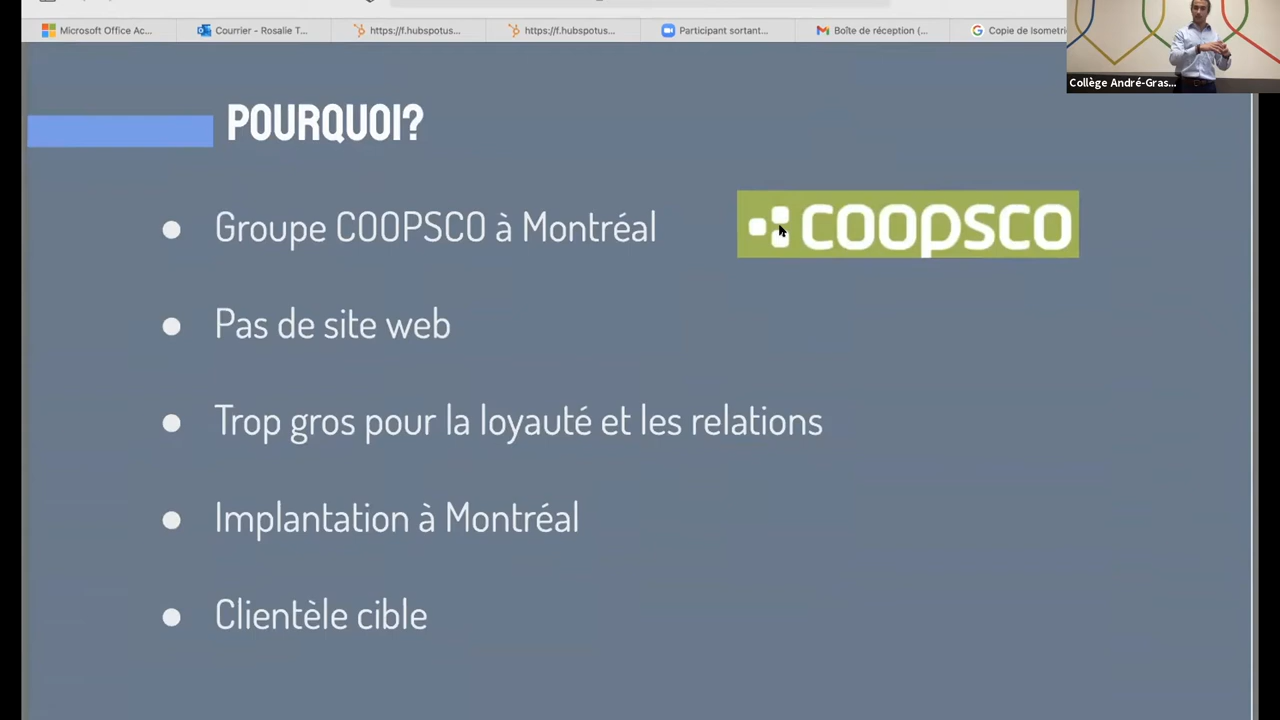 Microsoft Office Ac...
Courrier - Rosalie T...
https://f.hubspotus...
https://f.hubspotus...
Participant sortant...
Boîte de réception (...
Copie de Isometri
Collège André-Gras...
POURQUOI?
Groupe COOPSCO à Montréal
COOPSCO
Pas de site web
Trop gros pour la loyauté et les relations
Implantation à Montréal
Clientèle cible